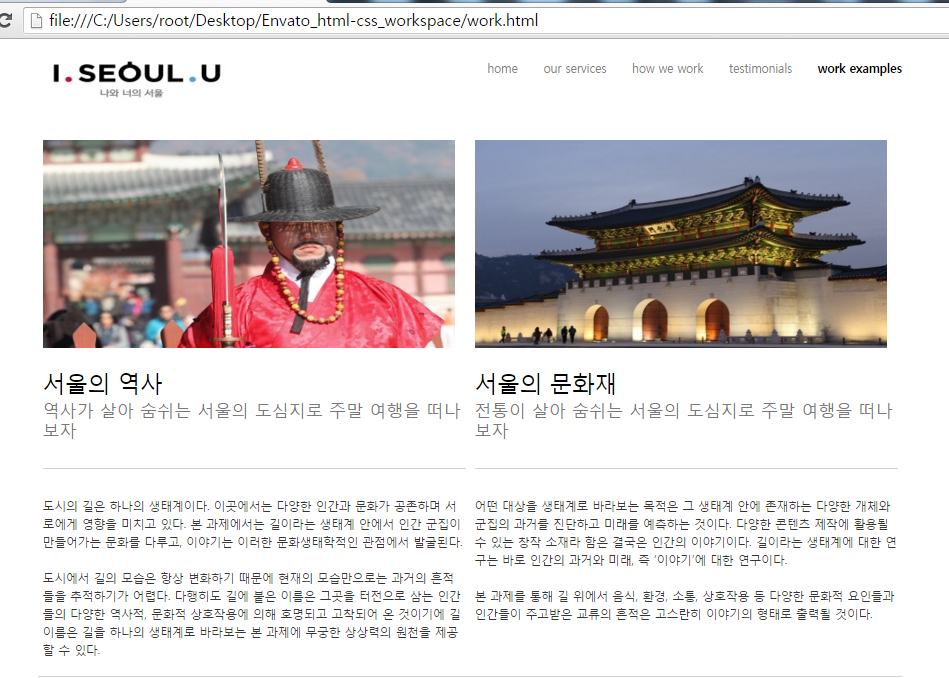 file:///C:/Users/root/Desktop/Envato_html-css_workspace/work.html
I.SEOUL.U
나와 너의 서울
home our services how we work testimonials work examples
서울의 역사
역사가 살아 숨쉬는 서울의 도심지로 주말 여행을 떠나
보자
도시의 길은 하나의 생태계이다. 이곳에서는 다양한 인간과 문화가 공존하며 서
로에게 영향을 미치고 있다. 본 과제에서는 길이라는 생태계 안에서 인간 군집이
만들어가는 문화를 다루고, 이야기는 이러한 문화생태학적인 관점에서 발굴된다.
도시에서 길의 모습은 항상 변화하기 때문에 현재의 모습만으로는 과거의 흔적
들을 추적하기가 어렵다. 다행히도 길에 붙은 이름은 그곳을 터전으로 삼는 인간
들의 다양한 역사적, 문화적 상호작용에 의해 호명되고 고착되어 온 것이기에 길
이름은 길을 하나의 생태계로 바라보는 본 과제에 무궁한 상상력의 원천을 제공
할 수 있다.
서울의 문화재
전통이 살아 숨쉬는 서울의 도심지로 주말 여행을 떠나
보자
어떤 대상을 생태계로 바라보는 목적은 그 생태계 안에 존재하는 다양한 개체와
군집의 과거를 진단하고 미래를 예측하는 것이다. 다양한 콘텐츠 제작에 활용될
수 있는 창작 소재라 함은 결국은 인간의 이야기이다. 길이라는 생태계에 대한 연
구는 바로 인간의 과거와 미래, 즉 '이야기'에 대한 연구이다.
본 과제를 통해 길 위에서 음식, 환경, 소통, 상호작용 등 다양한 문화적 요인들과
인간들이 주고받은 교류의 흔적은 고스란히 이야기의 형태로 출력될 것이다.